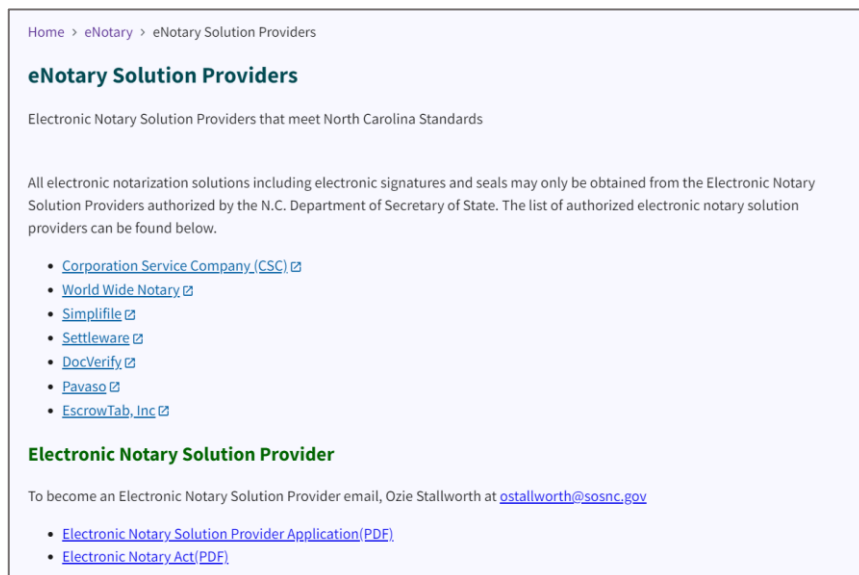 Home > eNotary > eNotary Solution Providers
eNotary Solution Providers
Electronic Notary Solution Providers that meet North Carolina Standards
All electronic notarization solutions including electronic signatures and seals may only be obtained from the Electronic Notary
Solution Providers authorized by the N.C. Department of Secretary of State. The list of authorized electronic notary solution
providers can be found below.
• Corporation Service Company (CSC)
• World Wide Notary
• Simplifile
• Settleware
• DocVerify
• Pavaso
• EscrowTab, Inc
Electronic Notary Solution Provider
To become an Electronic Notary Solution Provider email, Ozie Stallworth at ostallworth@sosnc.gov
• Electronic Notary Solution Provider Application(PDF)
• Electronic Notary Act(PDF)